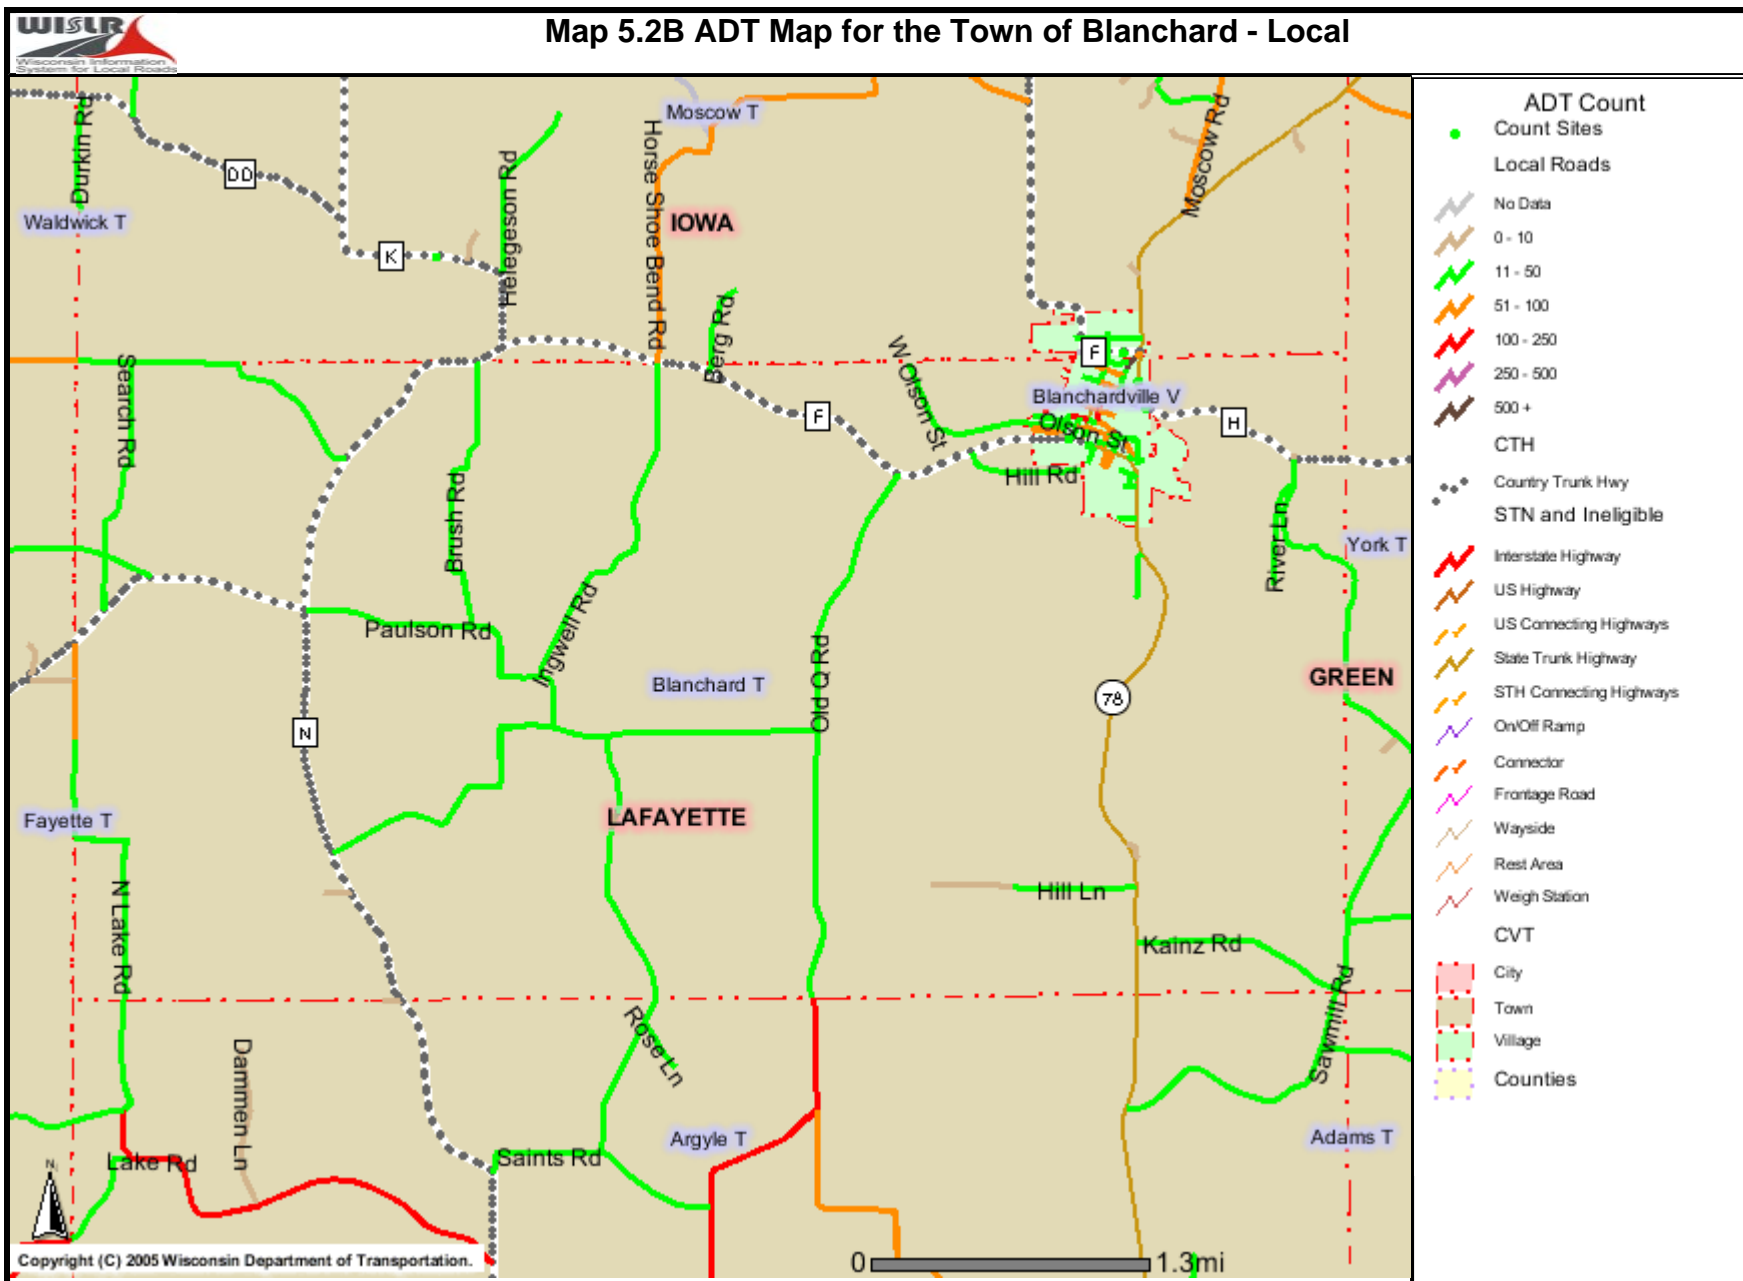 WISLR
Wisconsin Information
System for Local Roads
Map 5.2B ADT Map for the Town of Blanchard - Local
Durkin Rd
DD
Waldwick T
K
Helegeson Rd
Horse Shoe Bend Rd
Moscow T
IOWA
Berg Rd
Moscow Rd
F
Search Rd
F
W Olson St
Blanchardville V
Olson St
H
Hill Rd
Brush Rd
River Ln
York T
Paulson Rd
Ingwell Rd
Blanchard T
Old Q Rd
GREEN
78
N
Fayette T
LAFAYETTE
N Lake Rd
Hill Ln
Kainz Rd
Sawmill Rd
Rose Ln
Dammen Ln
Argyle T
Adams T
Lake Rd
Saints Rd
N
Copyright (C) 2005 Wisconsin Department of Transportation.
0 1.3mi
ADT Count
Count Sites
Local Roads
No Data
0 - 10
11 - 50
51 - 100
100 - 250
250 - 500
500 +
CTH
Country Trunk Hwy
STN and Ineligible
Interstate Highway
US Highway
US Connecting Highways
State Trunk Highway
STH Connecting Highways
On/Off Ramp
Connector
Frontage Road
Wayside
Rest Area
Weigh Station
CVT
City
Town
Village
Counties